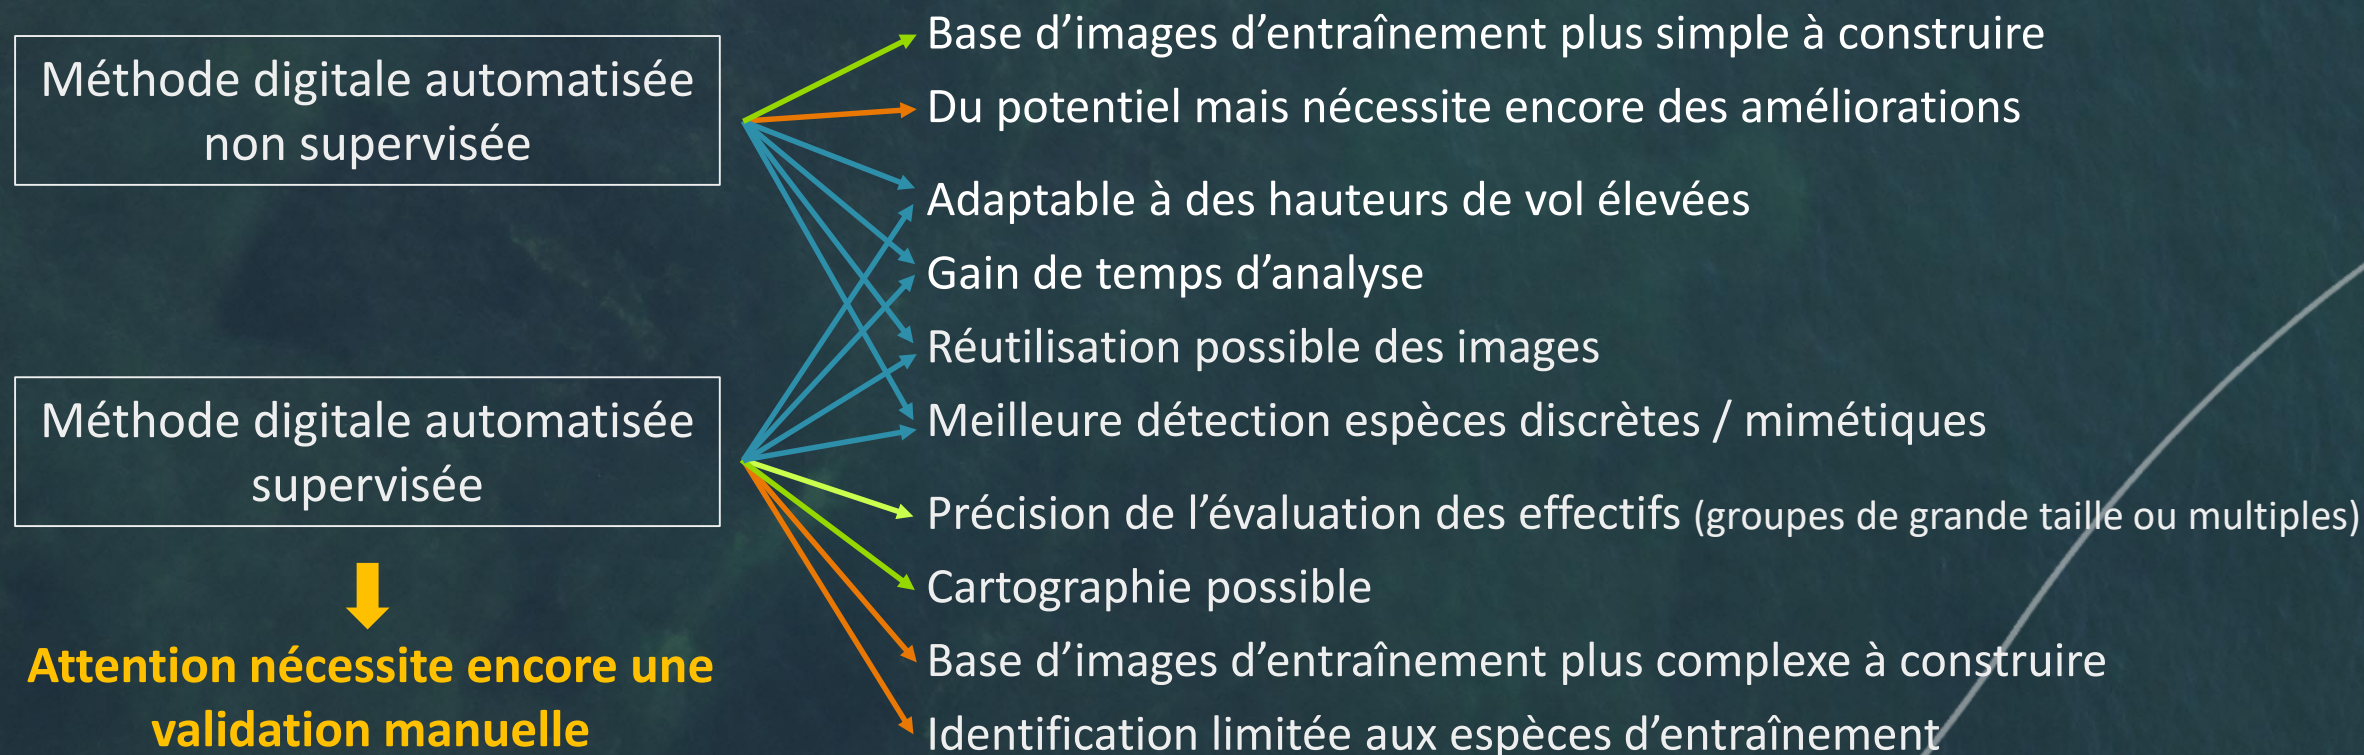 Méthode digitale automatisée
non supervisée
Base d’images d’entraînement plus simple à construire
Du potentiel mais nécessite encore des améliorations
Adaptable à des hauteurs de vol élevées
Gain de temps d’analyse
Réutilisation possible des images
Meilleure détection espèces discrètes / mimétiques
Méthode digitale automatisée
supervisée
Précision de l’évaluation des effectifs (groupes de grande taille ou multiples)
Cartographie possible
Base d’images d’entraînement plus complexe à construire
Identification limitée aux espèces d’entraînement
Attention nécessite encore une
validation manuelle